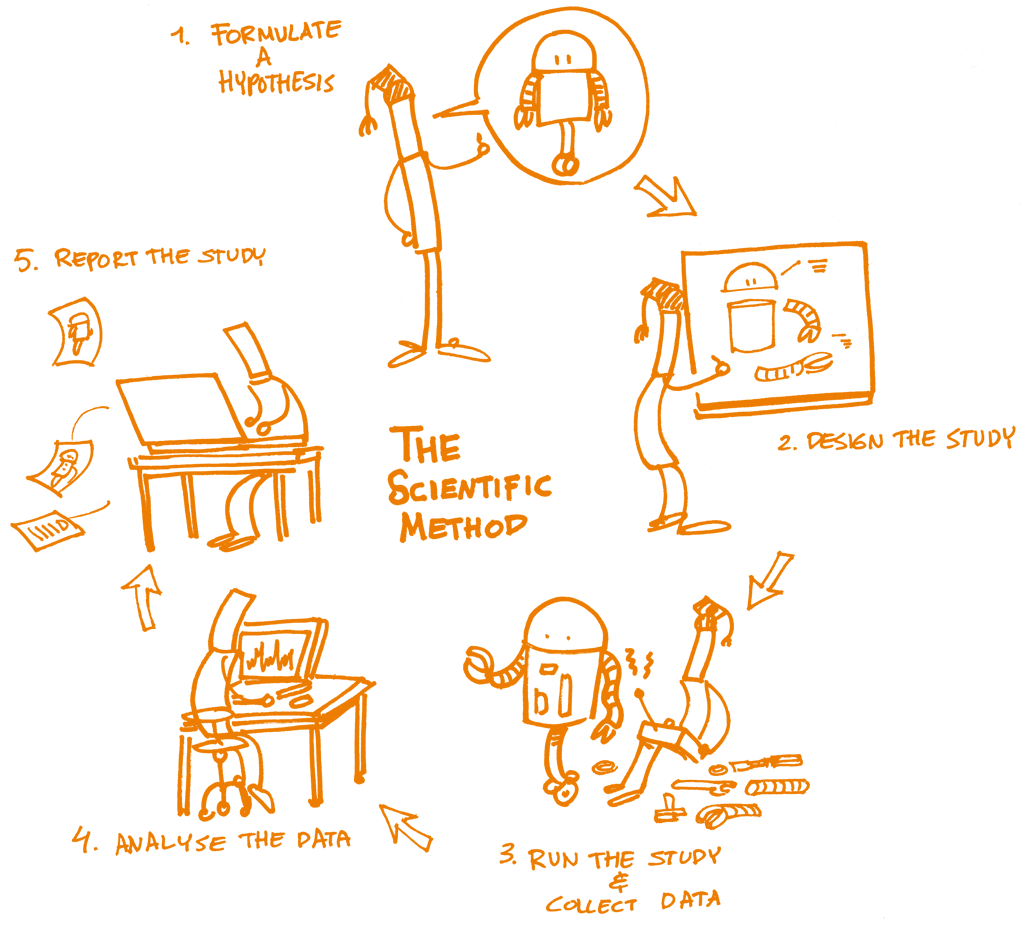 1. FORMULATE
A
HYPOTHESIS
2. DESIGN THE STUDY
3. RUN THE STUDY
&
COLLECT DATA
4. ANALYSE THE DATA
5. REPORT THE STUDY
THE
SCIENTIFIC
METHOD